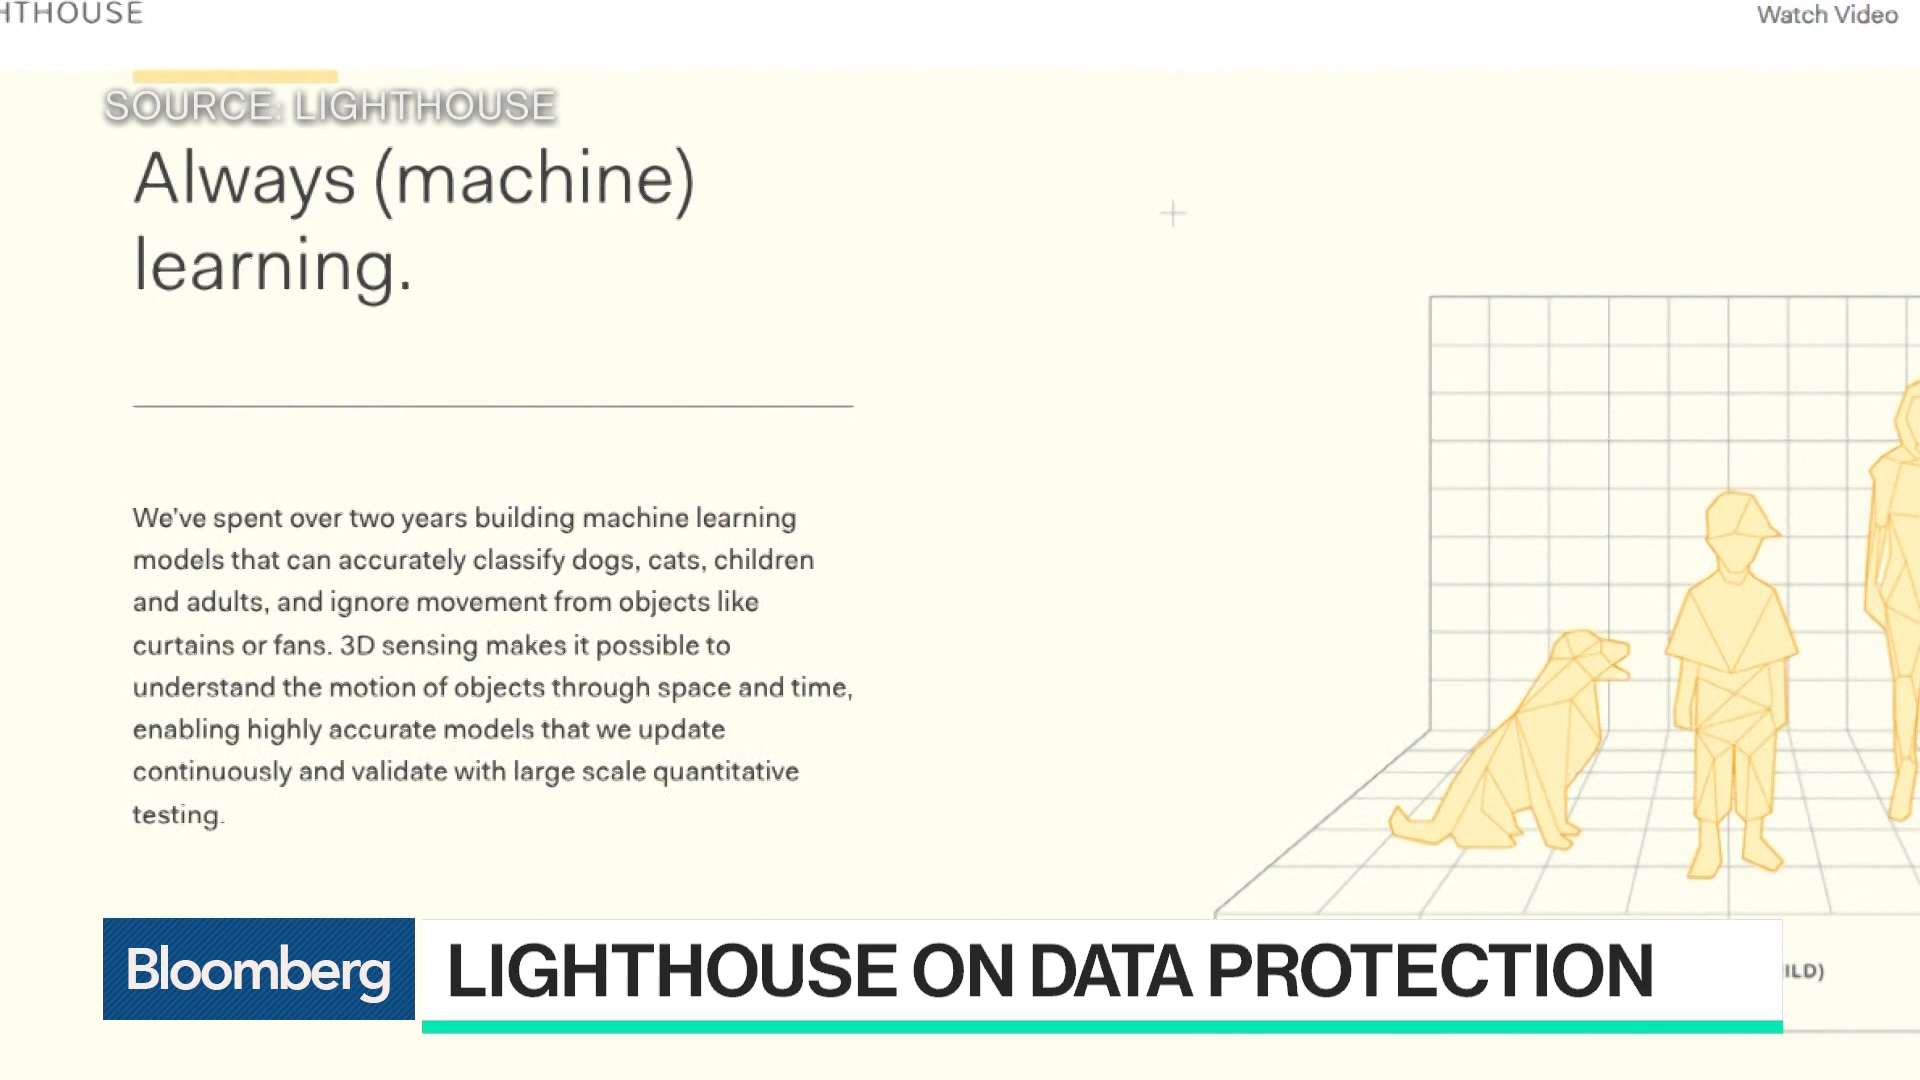 HTHOUSE
Watch Video
SOURCE: LIGHTHOUSE
Always (machine)
learning.
We've spent over two years building machine learning
models that can accurately classify dogs, cats, children
and adults, and ignore movement from objects like
curtains or fans. 3D sensing makes it possible to
understand the motion of objects through space and time,
enabling highly accurate models that we update
continuously and validate with large scale quantitative
testing.
Bloomberg
LIGHTHOUSE ON DATA PROTECTION
ILD)